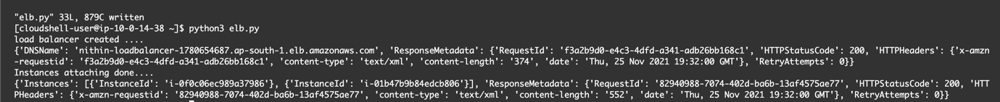 "elb.py" 33L, 879C written
[cloudshell-user@ip-10-0-14-38 ~]$ python3 elb.py
load balancer created ....
{'DNSName': 'nithin-loadbalancer-1780654687.ap-south-1.elb.amazonaws.com', 'ResponseMetadata': {'RequestId': 'f3a2b9d0-e4c3-4dfd-a341-adb26bb168c1', 'HTTPStatusCode': 200, 'HTTPHeaders': {'x-amzn
-requestid': 'f3a2b9d0-e4c3-4dfd-a341-adb26bb168c1', 'content-type': 'text/xml', 'content-length': '374', 'date': 'Thu, 25 Nov 2021 19:32:00 GMT'}, 'RetryAttempts': 0}}
Instances attaching done....
{'Instances': [{'InstanceId': 'i-0f0c06ec989a37986'}, {'InstanceId': 'i-01b47b9b84edcb806'}], 'ResponseMetadata': {'RequestId': '82940988-7074-402d-ba6b-13af4575ae77', 'HTTPStatusCode': 200, 'HTT
PHeaders': {'x-amzn-requestid': '82940988-7074-402d-ba6b-13af4575ae77', 'content-type': 'text/xml', 'content-length': '552', 'date': 'Thu, 25 Nov 2021 19:32:00 GMT'}, 'RetryAttempts': 0}}